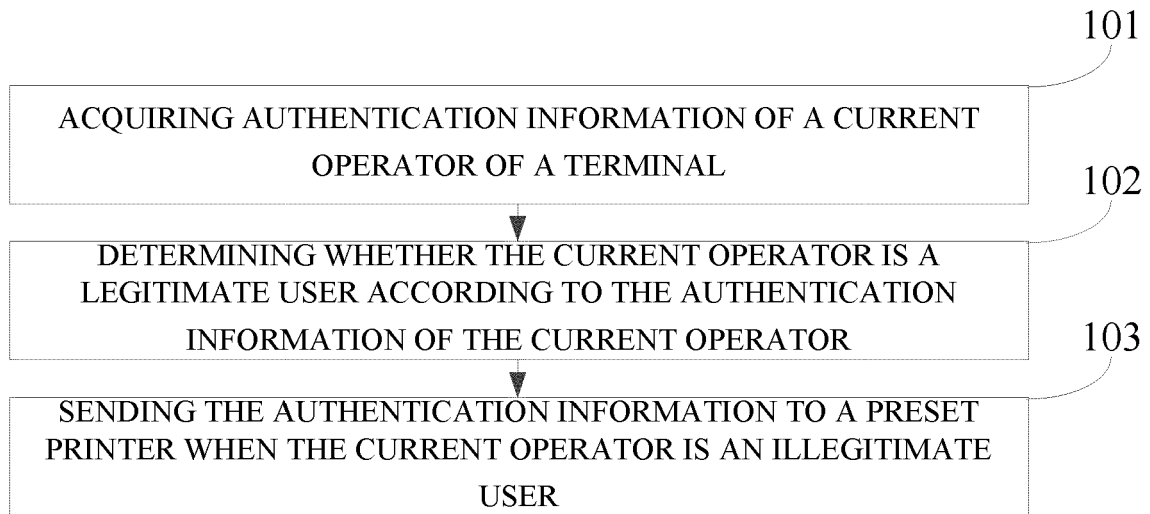 101
ACQUIRING AUTHENTICATION INFORMATION OF A CURRENT
OPERATOR OF A TERMINAL
102
DETERMINING WHETHER THE CURRENT OPERATOR IS A
LEGITIMATE USER ACCORDING TO THE AUTHENTICATION
INFORMATION OF THE CURRENT OPERATOR
103
SENDING THE AUTHENTICATION INFORMATION TO A PRESET
PRINTER WHEN THE CURRENT OPERATOR IS AN ILLEGITIMATE
USER